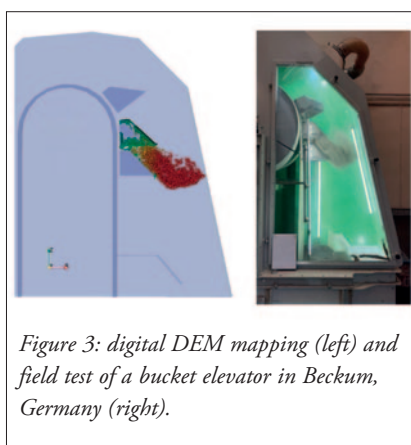 Figure 3: digital DEM mapping (left) and
field test of a bucket elevator in Beckum,
Germany (right).